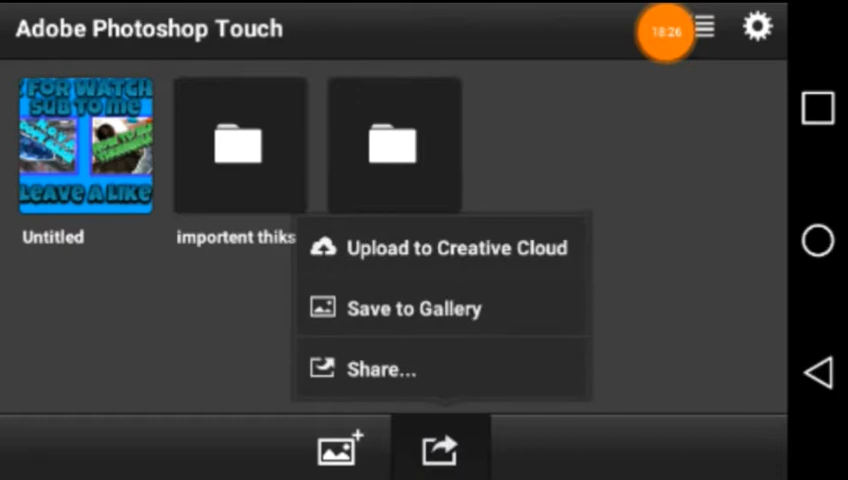 Adobe Photoshop Touch
18:26
FOR WATCH
SUB TO ME
LEAVE A LIKE
Untitled
importent thiks
Upload to Creative Cloud
Save to Gallery
Share...